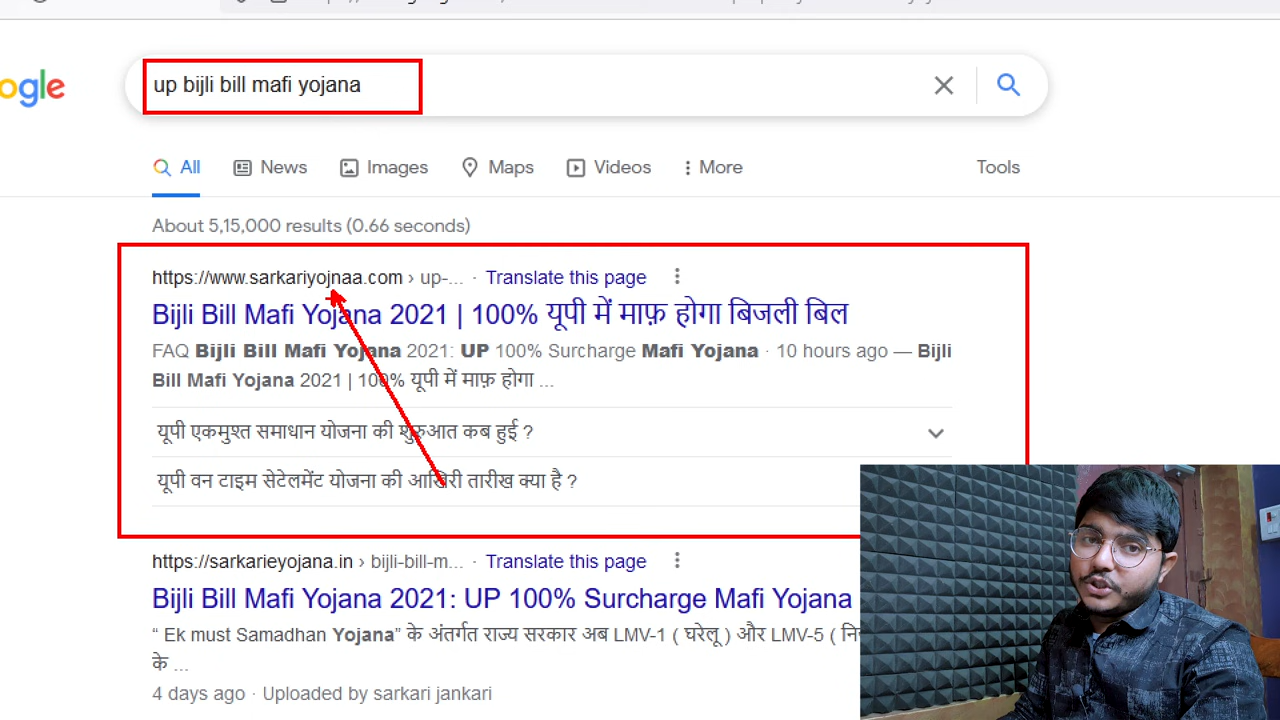 ogle
up bijli bill mafi yojana
All News Images Maps Videos More Tools
About 5,15,000 results (0.66 seconds)
https://www.sarkariyojnaa.com › up-... · Translate this page
Bijli Bill Mafi Yojana 2021 | 100% यूपी में माफ़ होगा बिजली बिल
FAQ Bijli Bill Mafi Yojana 2021: UP 100% Surcharge Mafi Yojana · 10 hours ago — Bijli
Bill Mafi Yojana 2021 | 100% यूपी में माफ़ होगा ...
यूपी एकमुश्त समाधान योजना की शुरुआत कब हुई ?
यूपी वन टाइम सेटेलमेंट योजना की आखिरी तारीख क्या है ?
https://sarkarieyojana.in › bijli-bill-m... · Translate this page
Bijli Bill Mafi Yojana 2021: UP 100% Surcharge Mafi Yojana
“ Ek must Samadhan Yojana” के अंतर्गत राज्य सरकार अब LMV-1 ( घरेलू ) और LMV-5 (
के ...
4 days ago · Uploaded by sarkari jankari